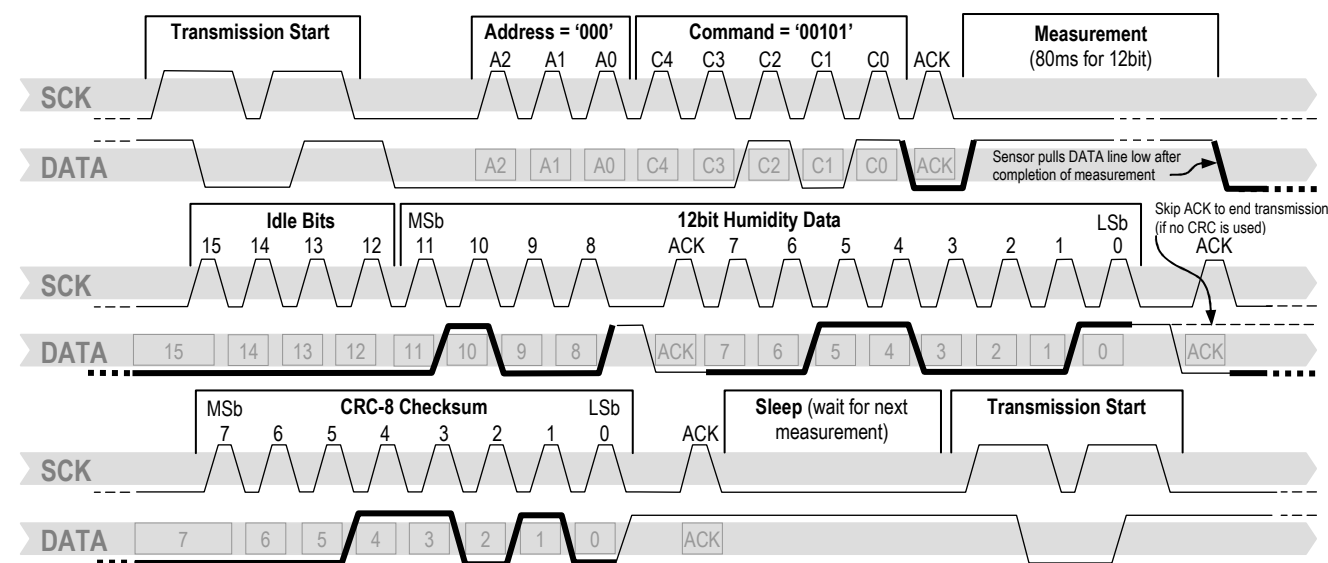 Transmission Start Address = ‘000’ Command = ‘00101’ Measurement
(80ms for 12bit)
A2 A1 A0 C4 C3 C2 C1 C0 ACK
SCK
DATA A2 A1 A0 C4 C3 C2 C1 C0 ACK
Sensor pulls DATA line low after
completion of measurement
Idle Bits MSb 12bit Humidity Data LSb
Skip ACK to end transmission
(if no CRC is used)
15 14 13 12 11 10 9 8 ACK 7 6 5 4 3 2 1 0 ACK
SCK
DATA 15 14 13 12 11 10 9 8 ACK 7 6 5 4 3 2 1 0 ACK
MSb CRC-8 Checksum LSb Sleep (wait for next
measurement)
Transmission Start
7 6 5 4 3 2 1 0 ACK
SCK
DATA 7 6 5 4 3 2 1 0 ACK